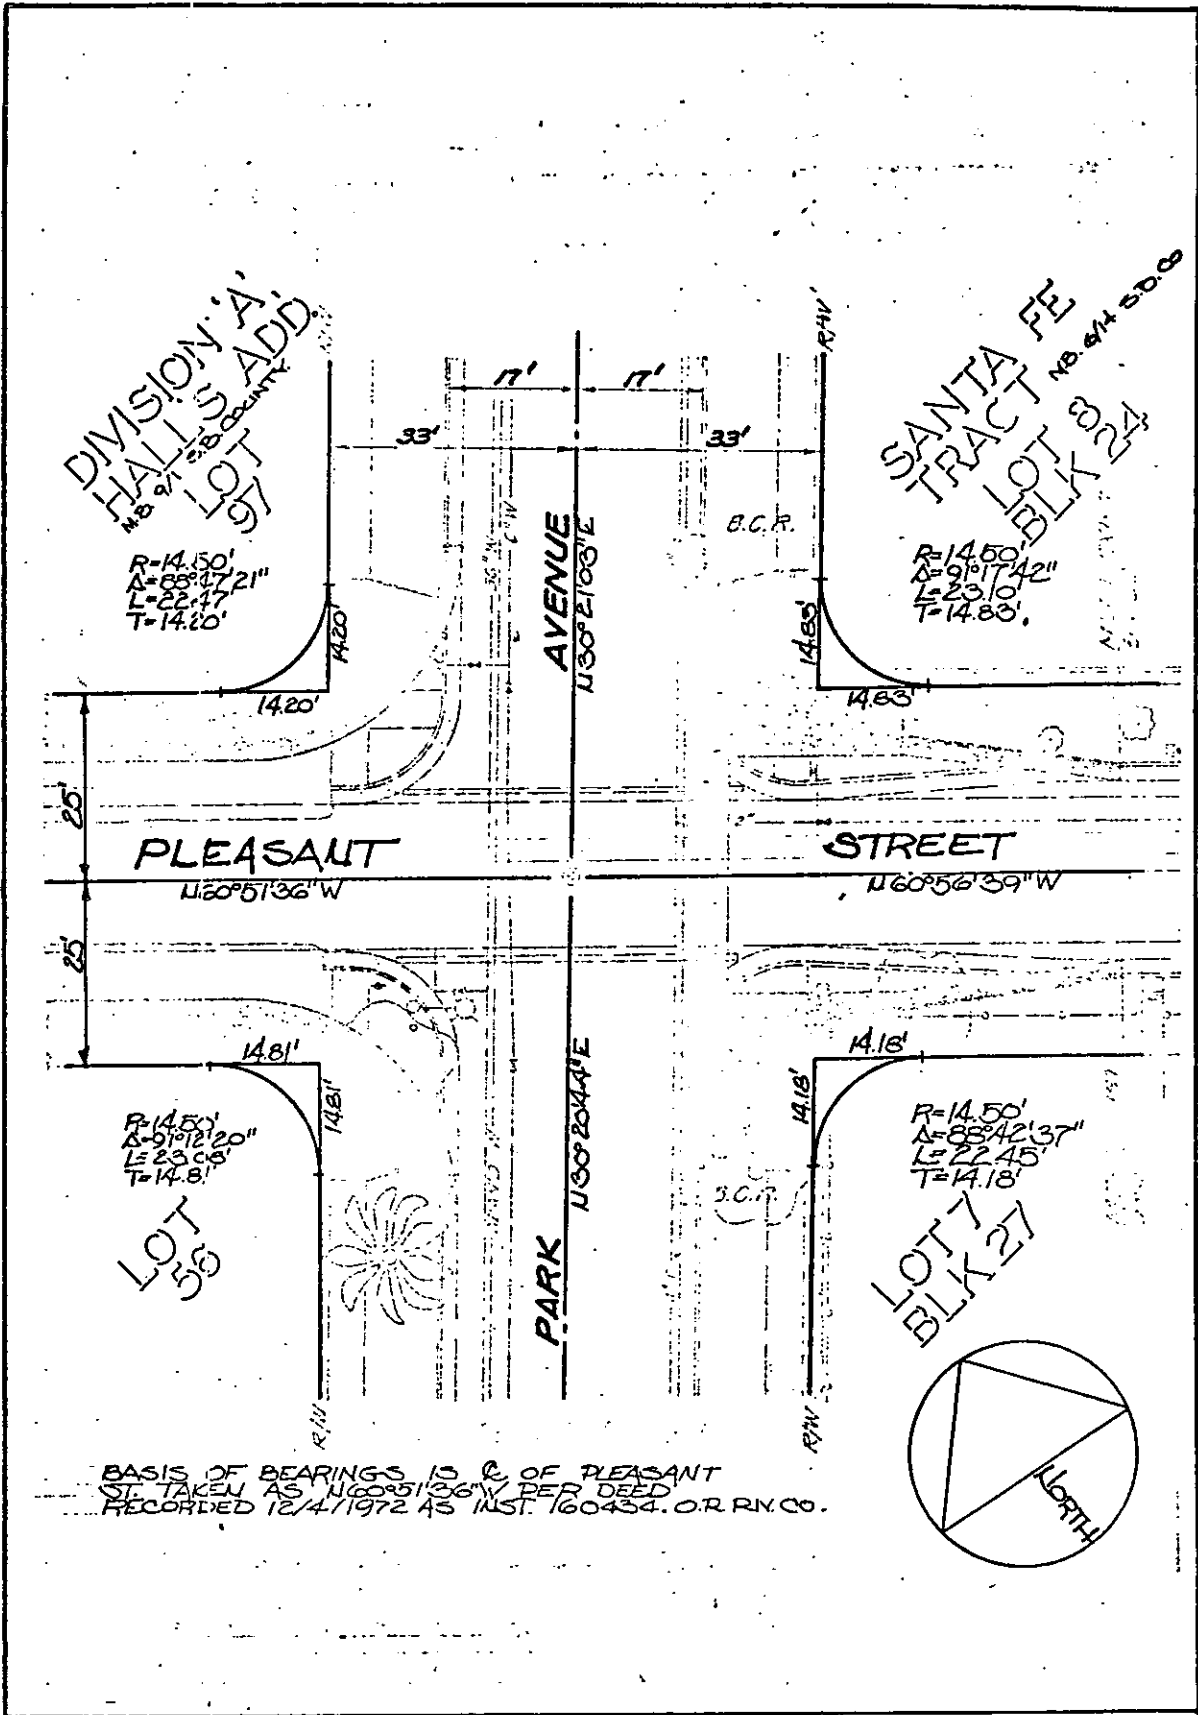 DIVISION 'A'
HALL'S ADD.
M.B. 9/1 S.B. COUNTY
LOT
97
R=14.50'
Δ=88°47'21"
L=22.47'
T=14.20'
14.20'
14.20'
17'
17'
33'
33'
R/W
B.C.R.
SANTA FE
TRACT
M.B. 6/14 S.D. CO
LOT 8
BLK 24
R=14.50'
Δ=91°17'42"
L=23.10'
T=14.83'
14.83'
14.83'
AVENUE
N30°21'03"E
25'
25'
PLEASANT
STREET
N60°51'36"W
N60°56'39"W
2"
14.81'
14.81'
R=14.50'
Δ=91°12'20"
L=23.08'
T=14.81'
LOT
56
PARK
N30°20'44"E
14.18'
14.18'
R=14.50'
Δ=88°42'37"
L=22.45'
T=14.18'
B.C.R.
LOT 7
BLK 27
R/W
R/W
NORTH
BASIS OF BEARINGS IS ℄ OF PLEASANT
ST. TAKEN AS N60°51'36"W PER DEED
RECORDED 12/4/1972 AS INST. 160434. O.R. RIV. CO.